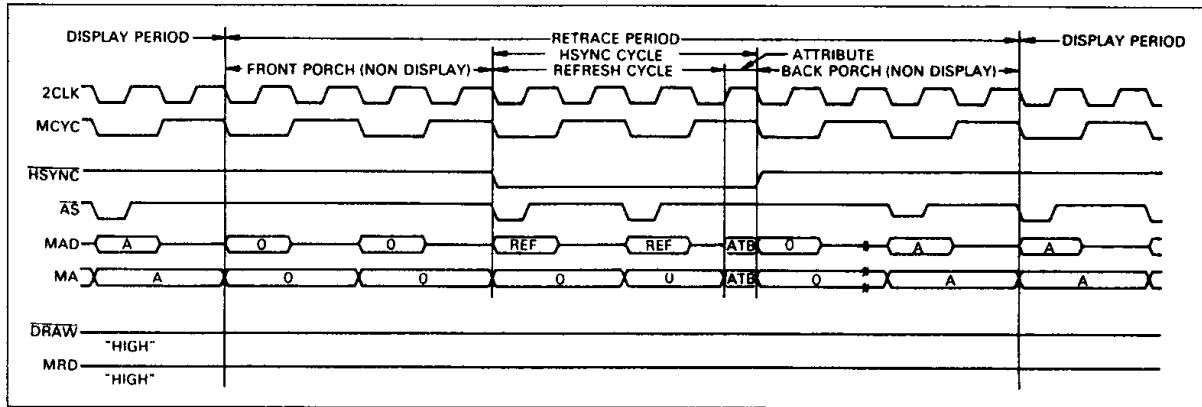 DISPLAY PERIOD
RETRACE PERIOD
DISPLAY PERIOD
HSYNC CYCLE
ATTRIBUTE
FRONT PORCH (NON DISPLAY)
REFRESH CYCLE
BACK PORCH (NON DISPLAY)
2CLK
MCYC
HSYNC
AS
MAD A 0 0 REF REF ATB 0 A A
MA A 0 0 0 U ATB 0 A A
DRAW
"HIGH"
MRD
"HIGH"